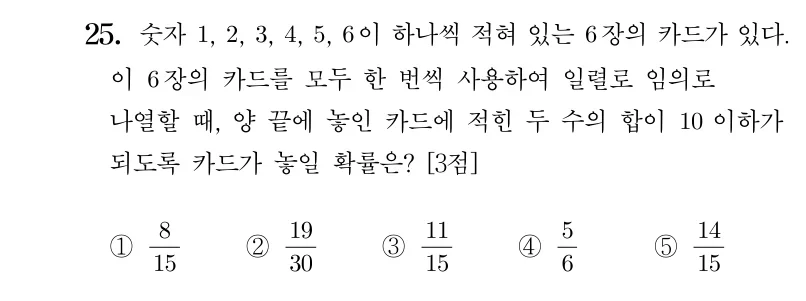 25. 숫자 1, 2, 3, 4, 5, 6이 하나씩 적혀 있는 6장의 카드가 있다.
이 6장의 카드를 모두 한 번씩 사용하여 일렬로 임의로
나열할 때, 양 끝에 놓인 카드에 적힌 두 수의 합이 10 이하가
되도록 카드가 놓일 확률은? [3점]
① 8/15 ② 19/30 ③ 11/15 ④ 5/6 ⑤ 14/15